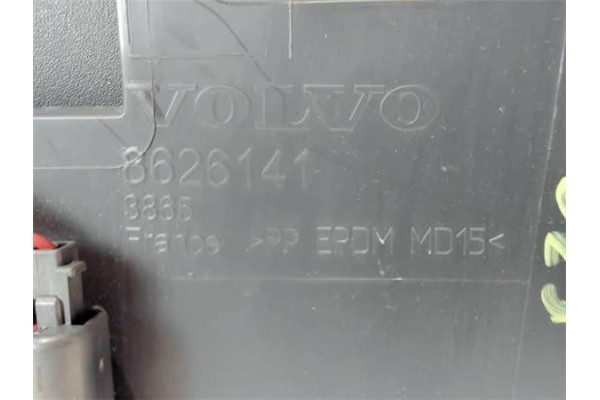 VOLVO
8626141
3865
France >PP EPDM MD15<